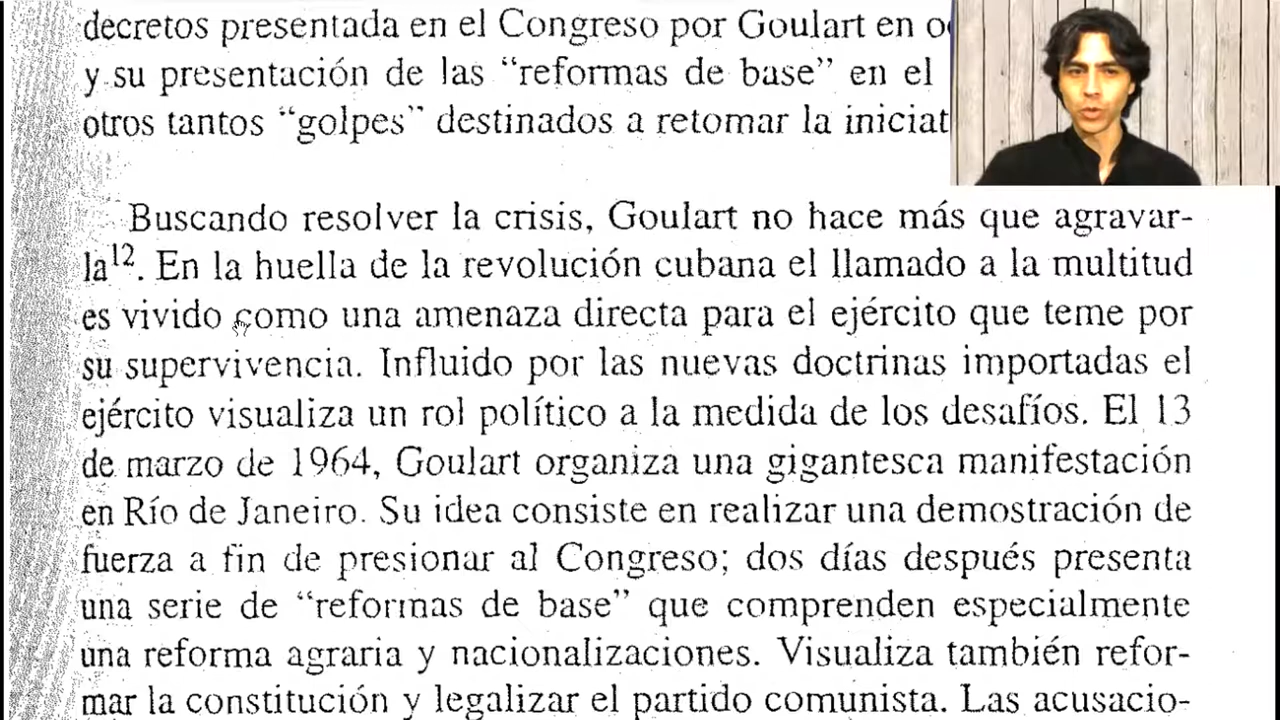 decretos presentada en el Congreso por Goulart en
y su presentación de las “reformas de base” en el
otros tantos “golpes” destinados a retomar la
Buscando resolver la crisis, Goulart no hace más que agravar-
la12. En la huella de la revolución cubana el llamado a la multitud
es vivido como una amenaza directa para el ejército que teme por
su supervivencia. Influido por las nuevas doctrinas importadas el
ejército visualiza un rol político a la medida de los desafíos. El 13
de marzo de 1964, Goulart organiza una gigantesca manifestación
en Río de Janeiro. Su idea consiste en realizar una demostración de
fuerza a fin de presionar al Congreso; dos días después presenta
una serie de “reformas de base” que comprenden especialmente
una reforma agraria y nacionalizaciones. Visualiza también refor-
mar la constitución y legalizar el partido comunista. Las acusacio-